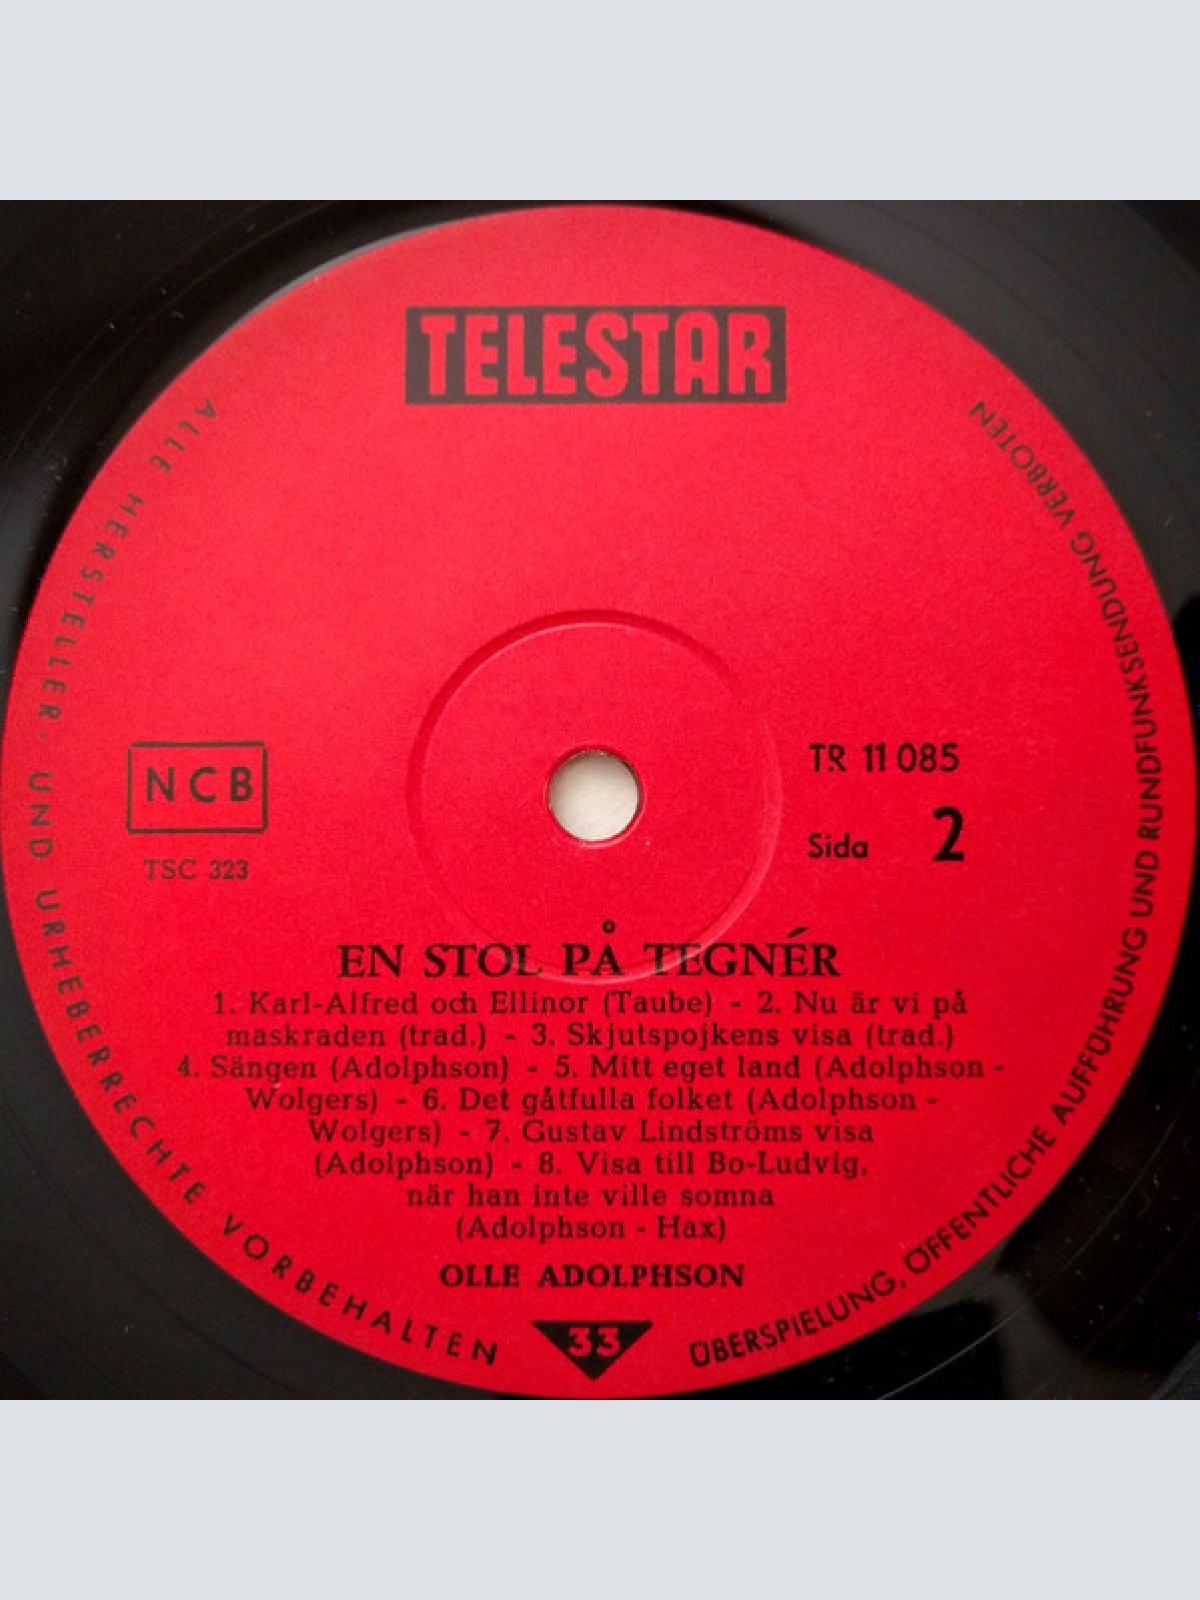 TELESTAR
ALLE HERSTELLER- UND URHEBERRECHTE VORBEHALTEN
NCB
TSC 323
TR 11 085
Sida 2
EN STOL PÅ TEGNÉR
1. Karl-Alfred och Ellinor (Taube) - 2. Nu är vi på
maskraden (trad.) - 3. Skjutspojkens visa (trad.)
4. Sängen (Adolphson) - 5. Mitt eget land (Adolphson -
Wolgers) - 6. Det gåtfulla folket (Adolphson -
Wolgers) - 7. Gustav Lindströms visa
(Adolphson) - 8. Visa till Bo-Ludvig,
när han inte ville somna
(Adolphson - Hax)
OLLE ADOLPHSON
33
ÜBERSPIELUNG, ÖFFENTLICHE AUFFÜHRUNG UND RUNDFUNKSENDUNG VERBOTEN